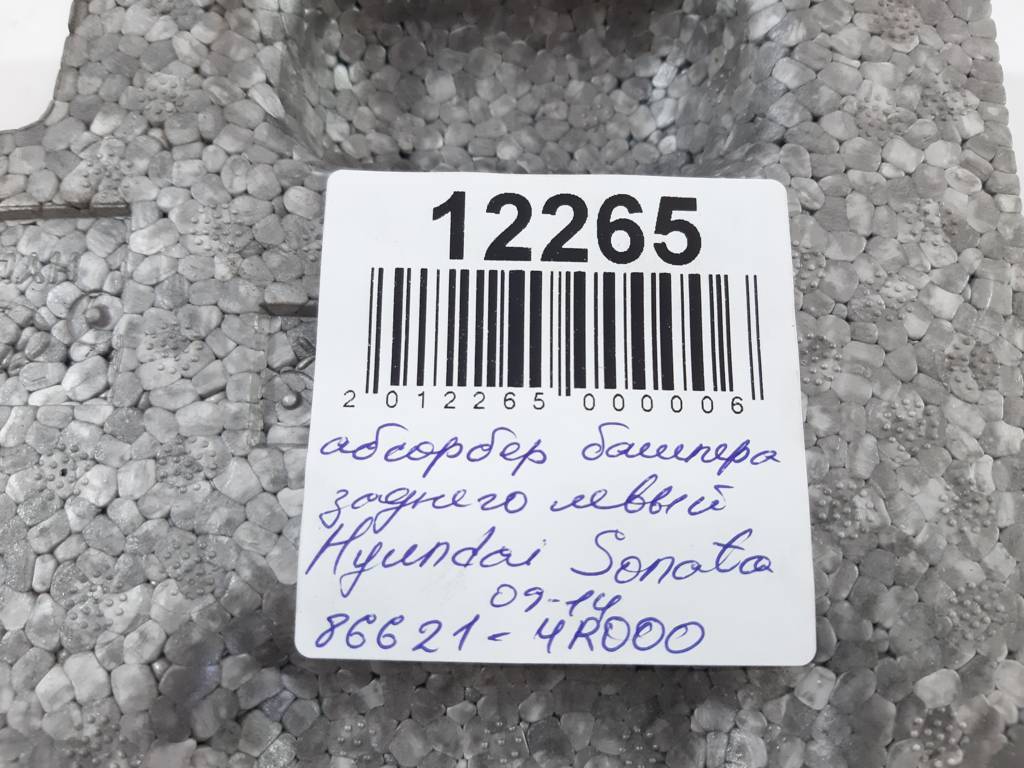 12265
2 012265 000006
абсорбер бампера
заднего левый
Hyundai Sonata
09-14
86621-4R000